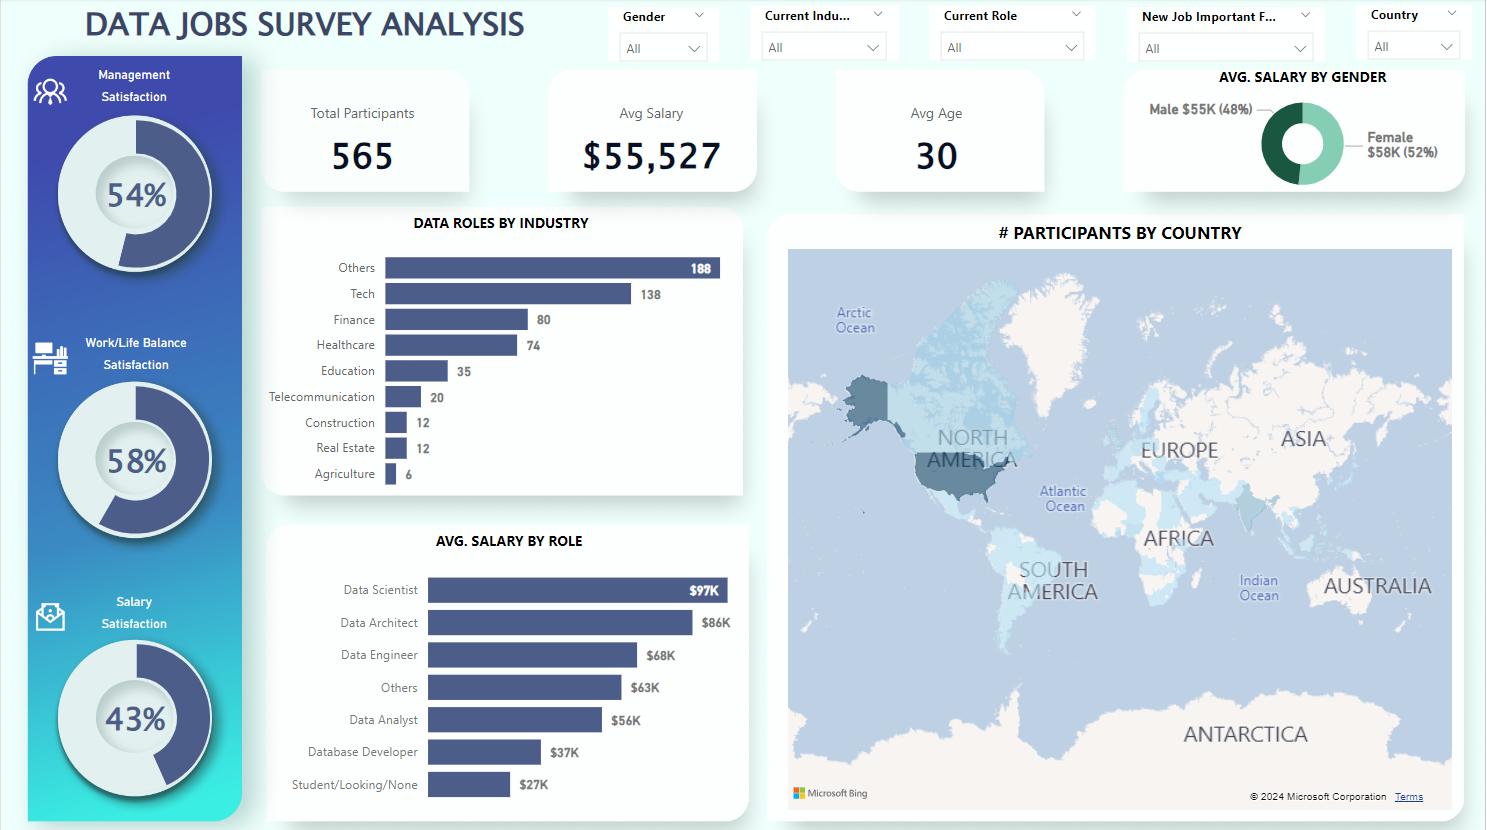 DATA JOBS SURVEY ANALYSIS
Gender
All
Current Indu...
All
Current Role
All
New Job Important F...
All
Country
All
Management
Satisfaction
54%
Work/Life Balance
Satisfaction
58%
Salary
Satisfaction
43%
Total Participants
565
Avg Salary
$55,527
Avg Age
30
AVG. SALARY BY GENDER
Male $55K (48%)
Female
$58K (52%)
DATA ROLES BY INDUSTRY
Others 188
Tech 138
Finance 80
Healthcare 74
Education 35
Telecommunication 20
Construction 12
Real Estate 12
Agriculture 6
AVG. SALARY BY ROLE
Data Scientist $97K
Data Architect $86K
Data Engineer $68K
Others $63K
Data Analyst $56K
Database Developer $37K
Student/Looking/None $27K
# PARTICIPANTS BY COUNTRY
Arctic
Ocean
NORTH
AMERICA
EUROPE
ASIA
Atlantic
Ocean
AFRICA
SOUTH
AMERICA
Indian
Ocean
AUSTRALIA
ANTARCTICA
Microsoft Bing
© 2024 Microsoft Corporation Terms